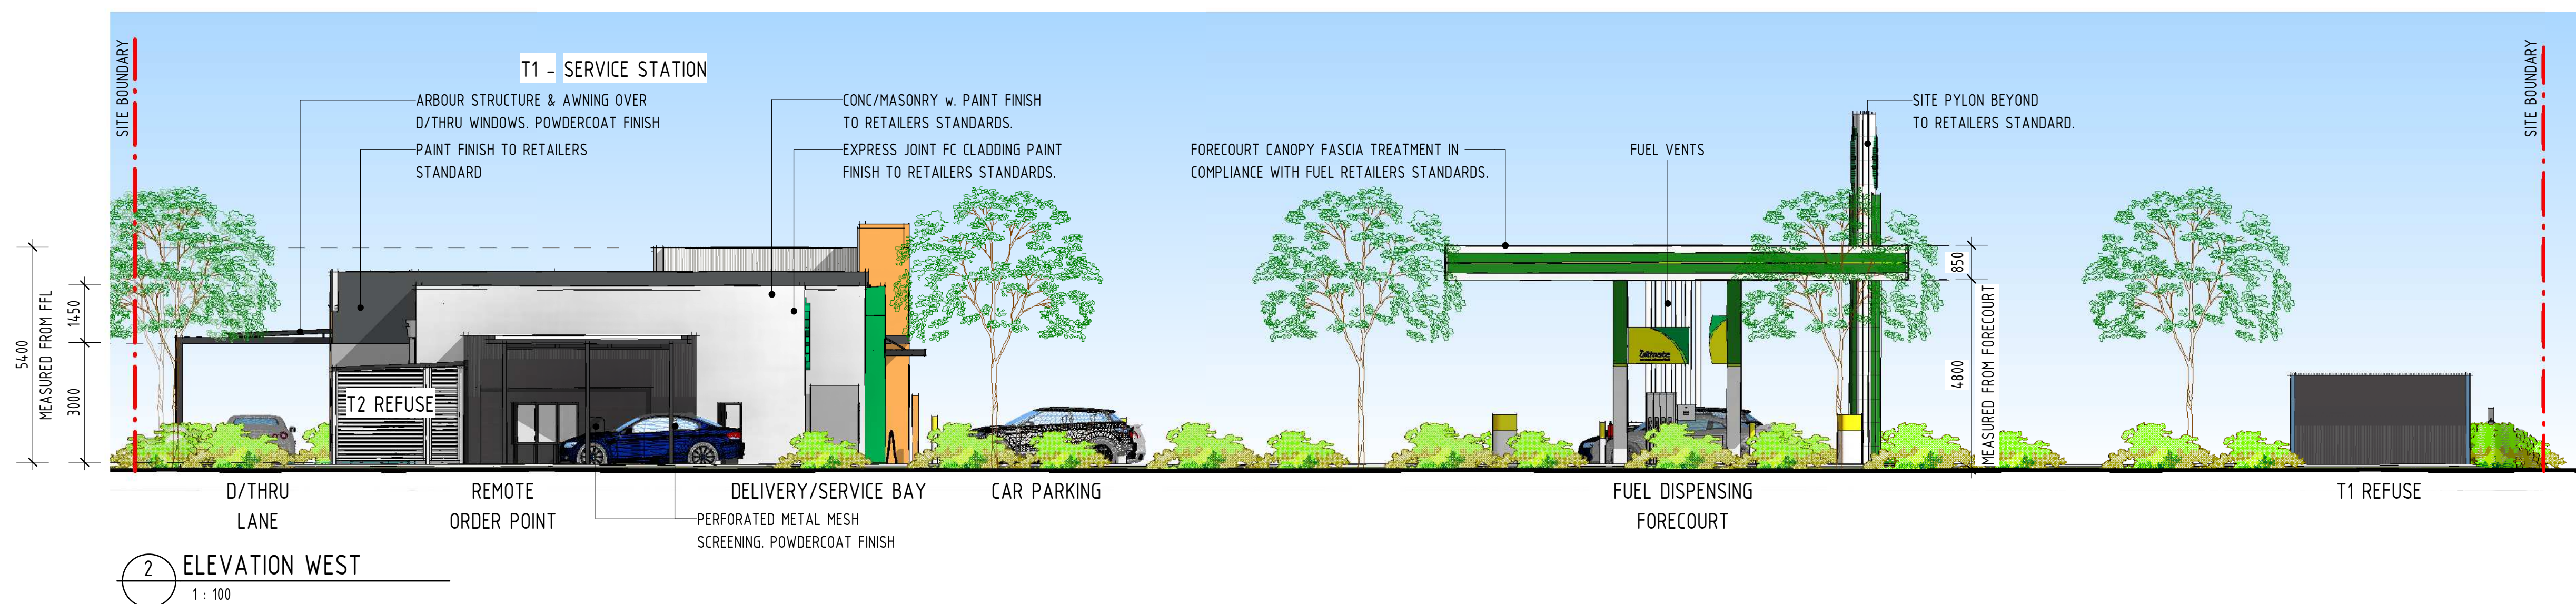 SITE BOUNDARY
T1 - SERVICE STATION
ARBOUR STRUCTURE & AWNING OVER
D/THRU WINDOWS. POWDERCOAT FINISH
PAINT FINISH TO RETAILERS
STANDARD
CONC/MASONRY w. PAINT FINISH
TO RETAILERS STANDARDS.
EXPRESS JOINT FC CLADDING PAINT
FINISH TO RETAILERS STANDARDS.
FORECOURT CANOPY FASCIA TREATMENT IN
COMPLIANCE WITH FUEL RETAILERS STANDARDS.
FUEL VENTS
SITE PYLON BEYOND
TO RETAILERS STANDARD.
SITE BOUNDARY
5400
MEASURED FROM FFL
1450
3000
T2 REFUSE
Ultimate
850
4800
MEASURED FROM FORECOURT
D/THRU
LANE
REMOTE
ORDER POINT
DELIVERY/SERVICE BAY
CAR PARKING
FUEL DISPENSING
FORECOURT
T1 REFUSE
PERFORATED METAL MESH
SCREENING. POWDERCOAT FINISH
2
ELEVATION WEST
1 : 100